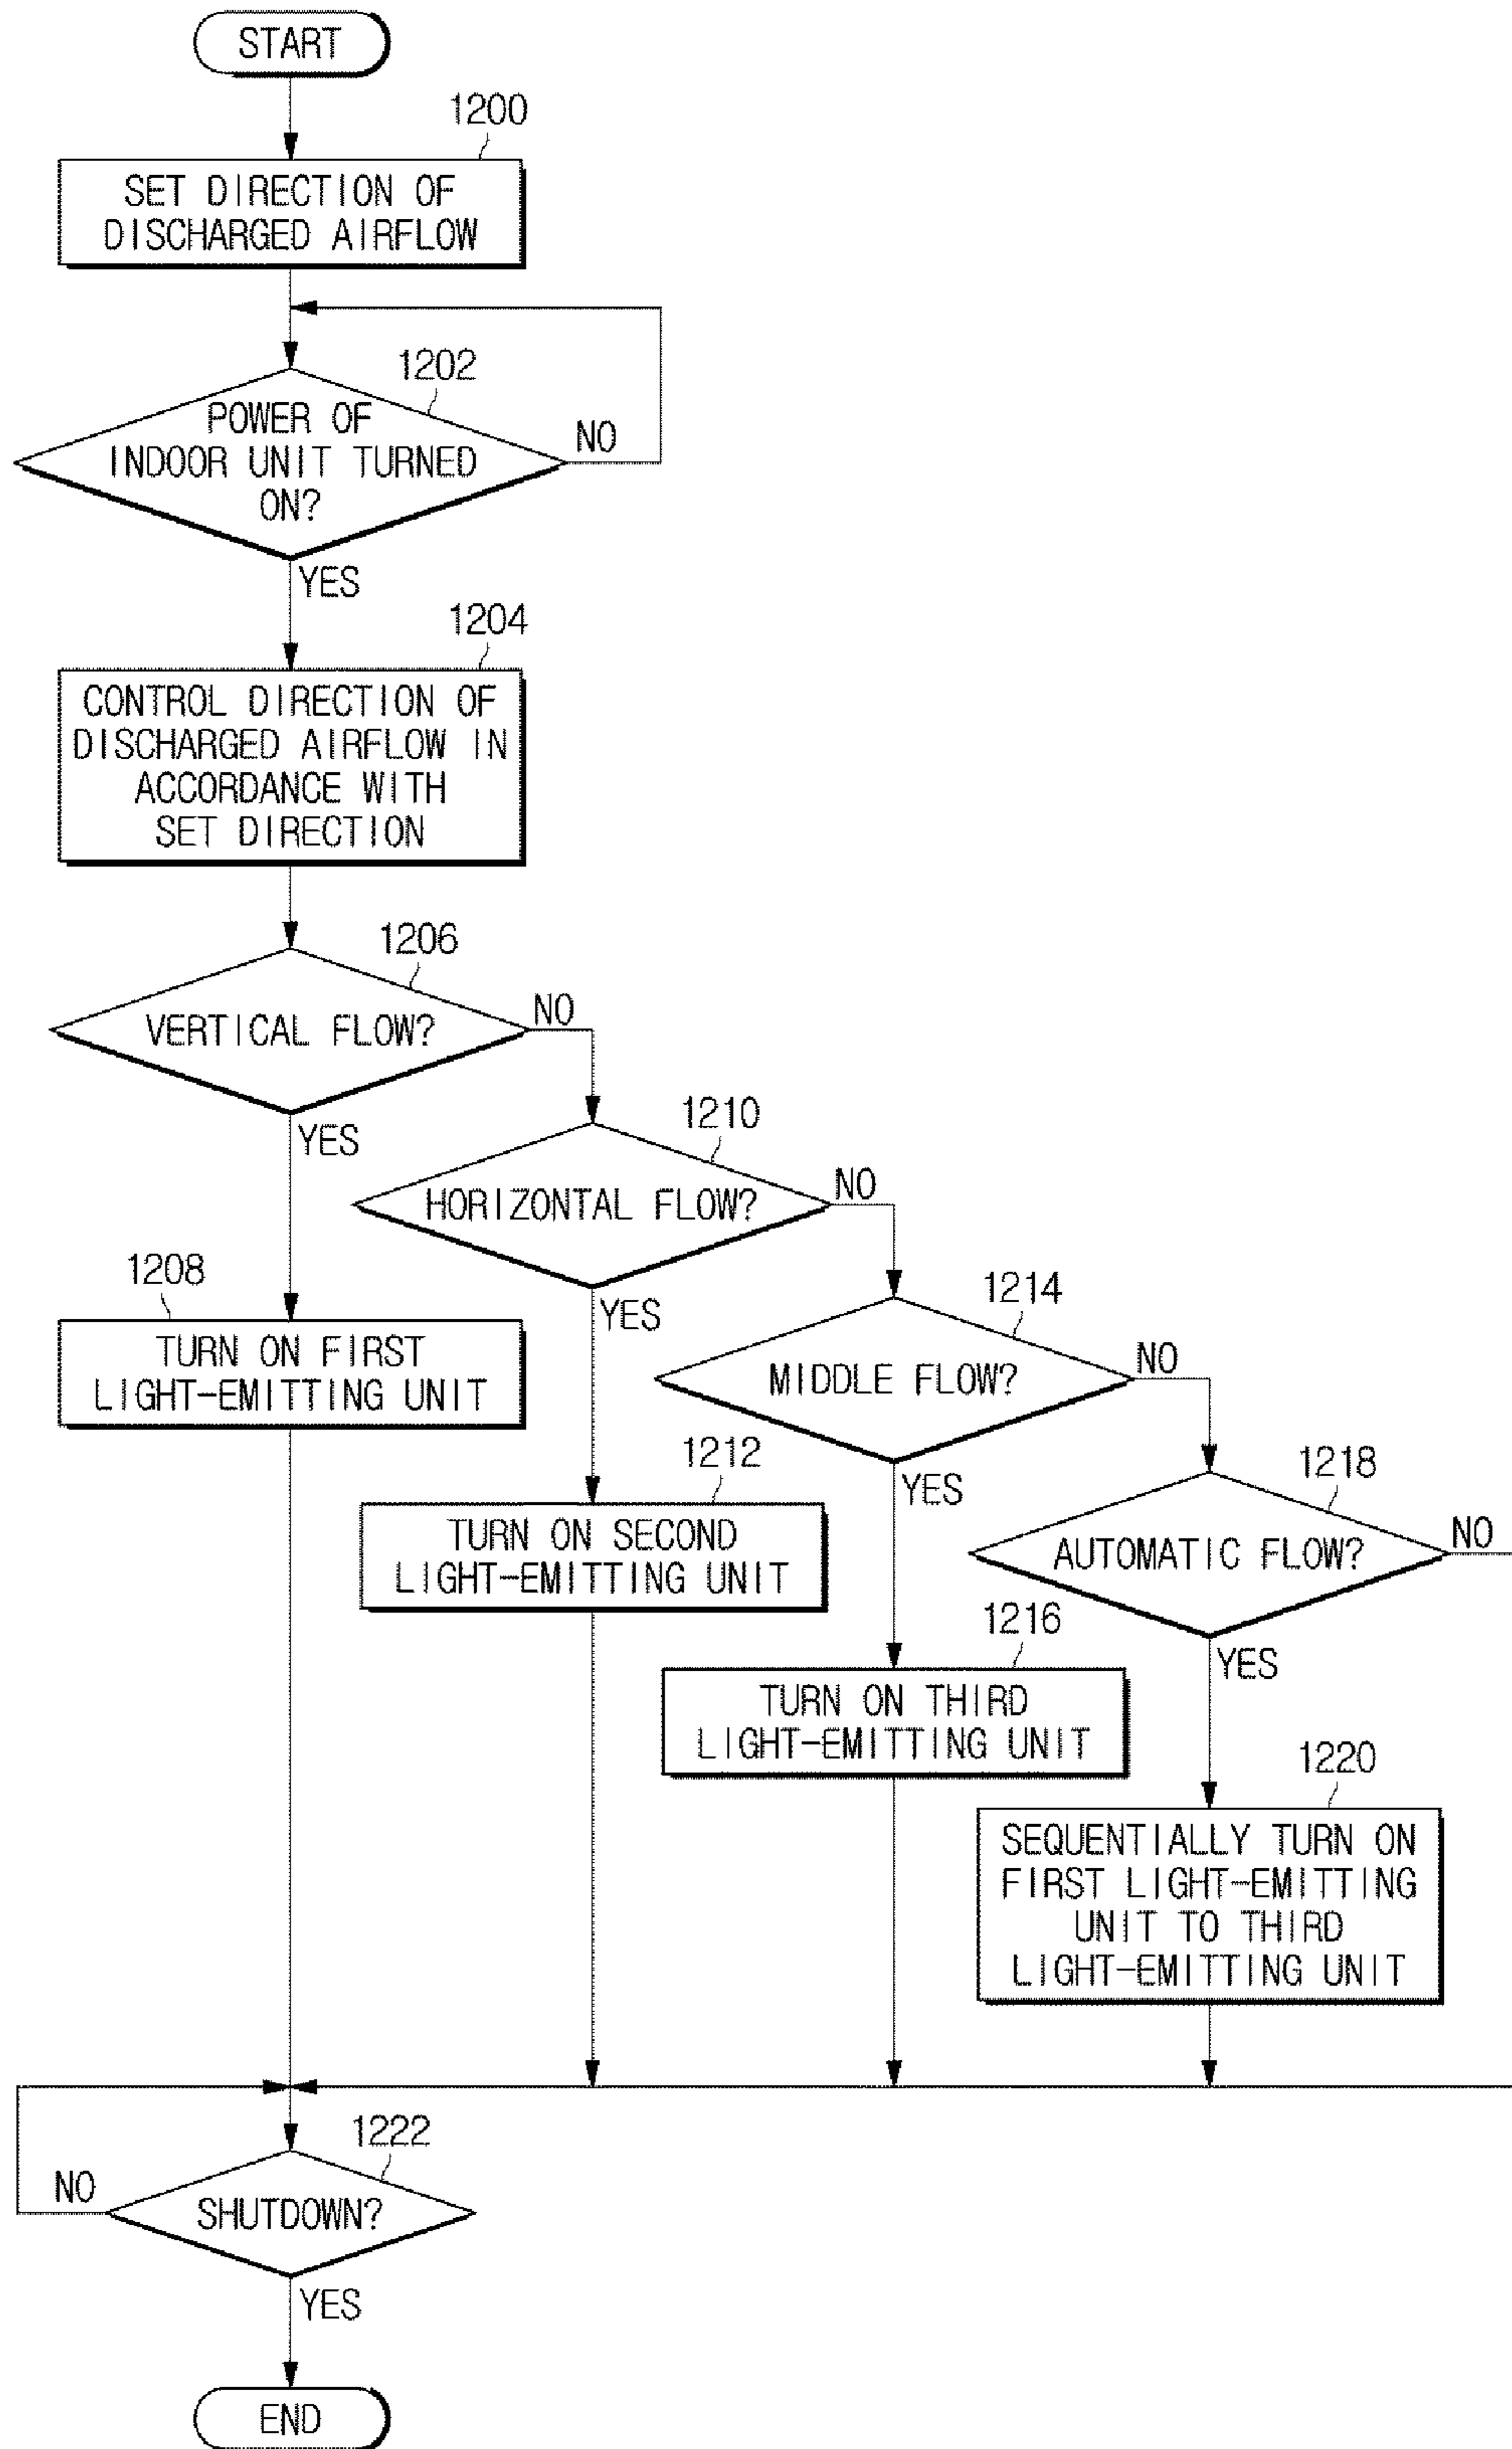 START
1200
SET DIRECTION OF
DISCHARGED AIRFLOW
1202
POWER OF
INDOOR UNIT TURNED
ON?
NO
YES
1204
CONTROL DIRECTION OF
DISCHARGED AIRFLOW IN
ACCORDANCE WITH
SET DIRECTION
1206
VERTICAL FLOW?
NO
YES
1210
HORIZONTAL FLOW?
NO
YES
1208
TURN ON FIRST
LIGHT-EMITTING UNIT
1214
MIDDLE FLOW?
NO
YES
1212
TURN ON SECOND
LIGHT-EMITTING UNIT
1218
AUTOMATIC FLOW?
NO
YES
1216
TURN ON THIRD
LIGHT-EMITTING UNIT
1220
SEQUENTIALLY TURN ON
FIRST LIGHT-EMITTING
UNIT TO THIRD
LIGHT-EMITTING UNIT
1222
SHUTDOWN?
NO
YES
END